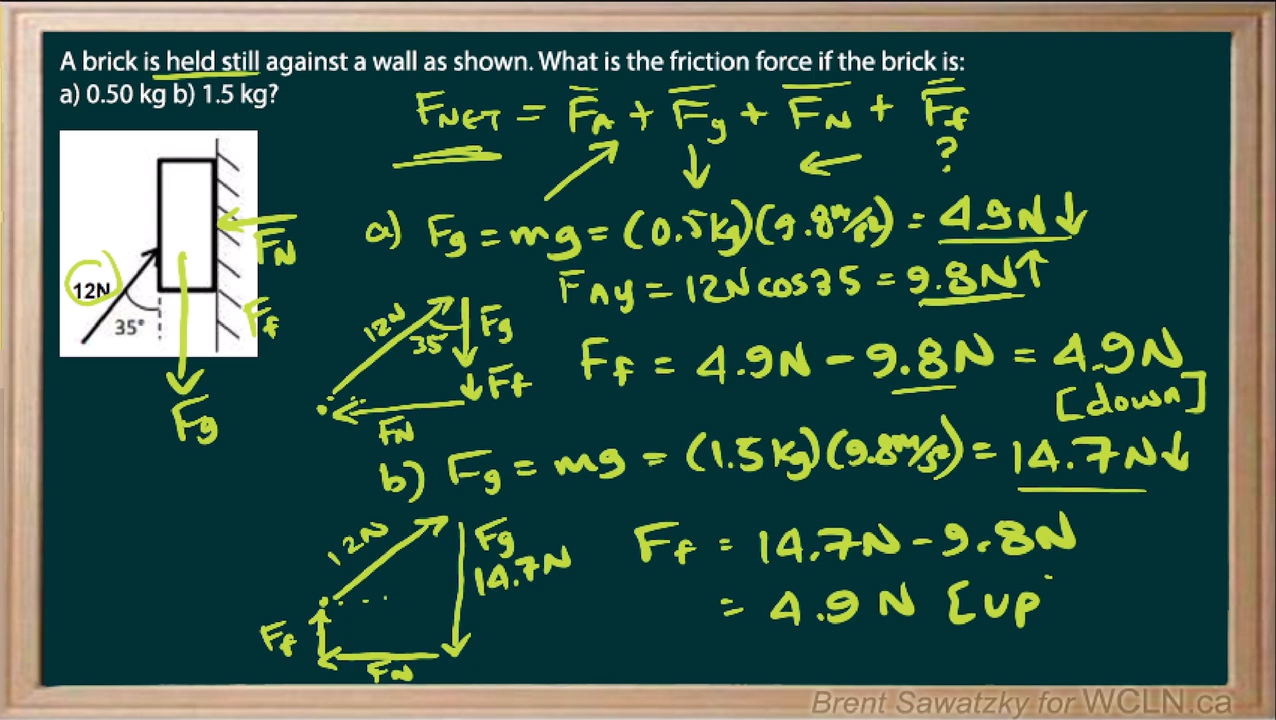 A brick is held still against a wall as shown. What is the friction force if the brick is:
a) 0.50 kg b) 1.5 kg?
FNET = FA + Fg + FN + Ff
?
12N
35°
FN
Ff
Fg
a) Fg = mg = (0.5kg)(9.8m/s²) = 4.9N↓
FAy = 12N cos35 = 9.8N↑
12N
35
Fg
Ff
FN
Ff = 4.9N - 9.8N = 4.9N
[down]
b) Fg = mg = (1.5kg)(9.8m/s²) = 14.7N↓
12N
Fg
14.7N
Ff
FN
Ff = 14.7N - 9.8N
= 4.9N [up
Brent Sawatzky for WCLN.ca